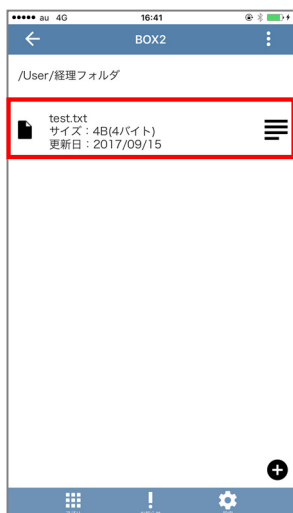 au 4G 16:41
BOX2
/User/経理フォルダ
test.txt
サイズ：4B(4バイト)
更新日：2017/09/15